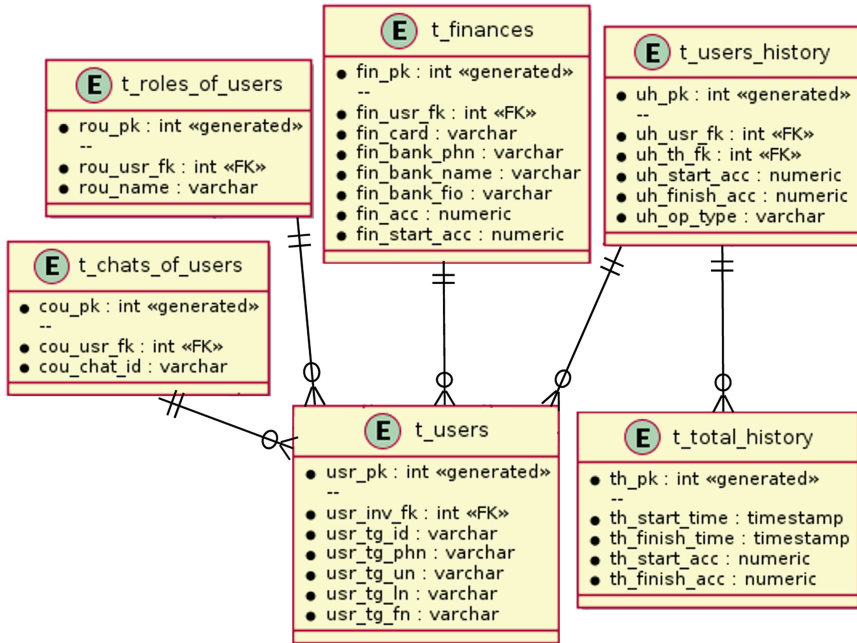 E t_finances
fin_pk : int «generated»
--
fin_usr_fk : int «FK»
fin_card : varchar
fin_bank_phn : varchar
fin_bank_name : varchar
fin_bank_fio : varchar
fin_acc : numeric
fin_start_acc : numeric
E t_users_history
uh_pk : int «generated»
--
uh_usr_fk : int «FK»
uh_th_fk : int «FK»
uh_start_acc : numeric
uh_finish_acc : numeric
uh_op_type : varchar
E t_roles_of_users
rou_pk : int «generated»
--
rou_usr_fk : int «FK»
rou_name : varchar
E t_chats_of_users
cou_pk : int «generated»
--
cou_usr_fk : int «FK»
cou_chat_id : varchar
E t_users
usr_pk : int «generated»
--
usr_inv_fk : int «FK»
usr_tg_id : varchar
usr_tg_phn : varchar
usr_tg_un : varchar
usr_tg_ln : varchar
usr_tg_fn : varchar
E t_total_history
th_pk : int «generated»
--
th_start_time : timestamp
th_finish_time : timestamp
th_start_acc : numeric
th_finish_acc : numeric